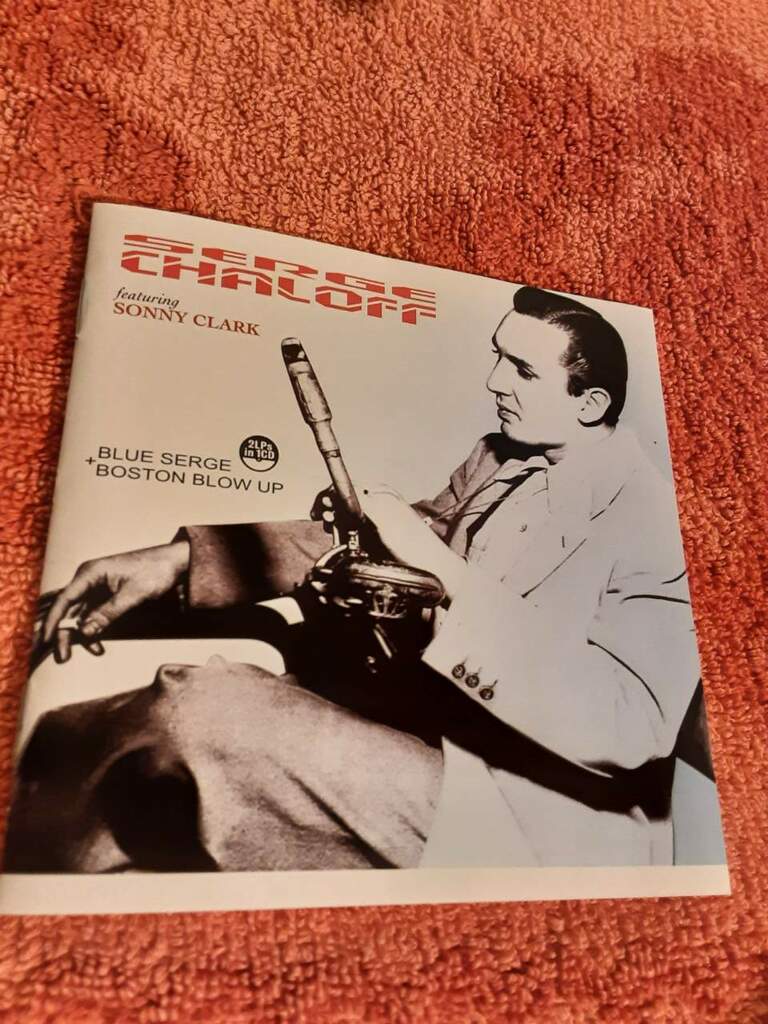 SERGE
CHALOFF
featuring
SONNY CLARK
2LPs
in 1CD
+BLUE SERGE
BOSTON BLOW UP